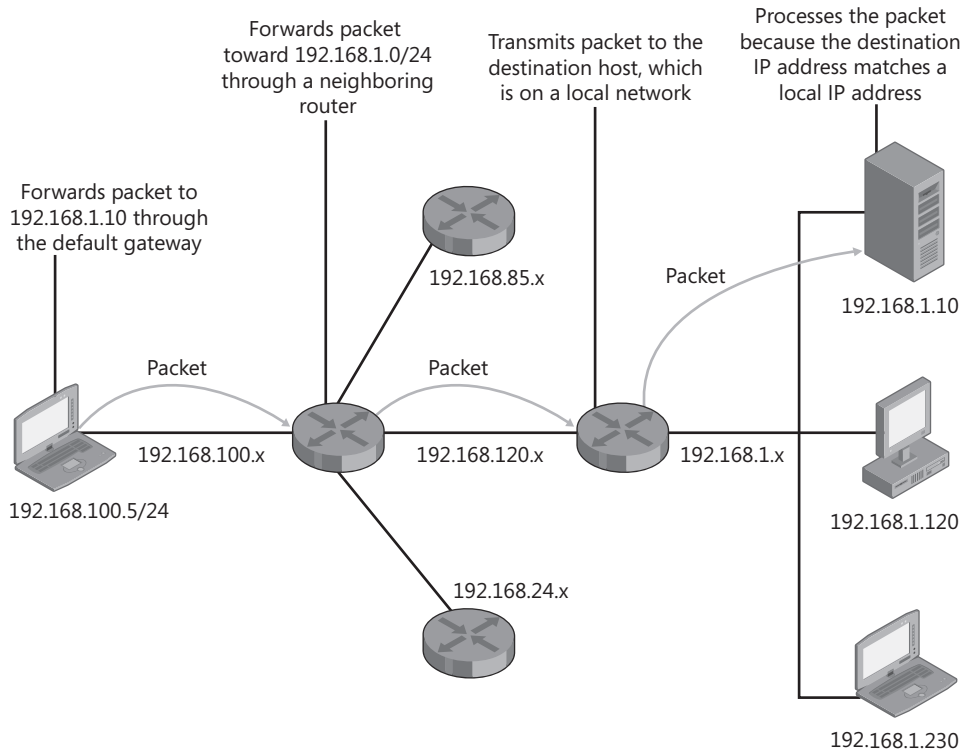 Forwards packet
toward 192.168.1.0/24
through a
neighboring
router
Transmits packet to the
destination host, which
is on a local network
Processes the packet
because the destination
IP address matches a
local IP address
Forwards packet to
192.168.1.10 through
the default gateway
192.168.85.x
Packet
192.168.1.10
Packet
Packet
192.168.100.x
192.168.120.x
192.168.1.x
192.168.100.5/24
192.168.1.120
192.168.24.x
192.168.1.230